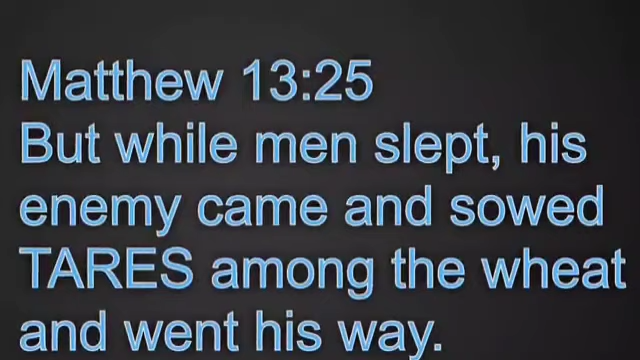 Matthew 13:25
But while men slept, his
enemy came and sowed
TARES among the wheat
and went his way.